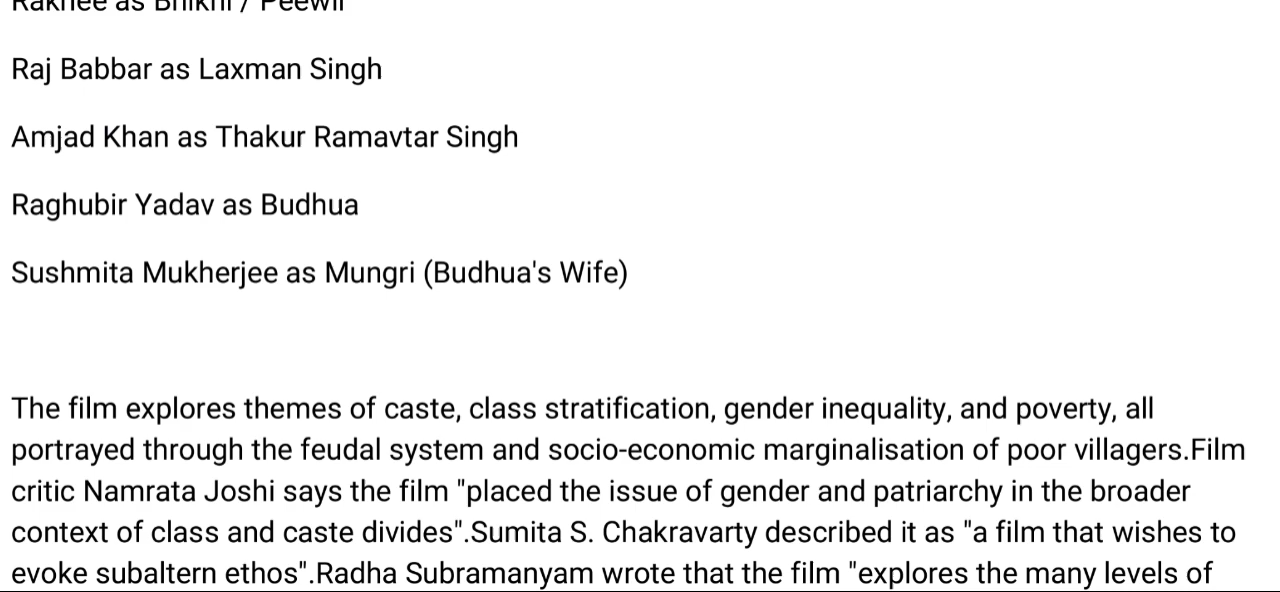 Rakhee as Bhikni / Peewli
Raj Babbar as Laxman Singh
Amjad Khan as Thakur Ramavtar Singh
Raghubir Yadav as Budhua
Sushmita Mukherjee as Mungri (Budhua's Wife)
The film explores themes of caste, class stratification, gender inequality, and poverty, all
portrayed through the feudal system and socio-economic marginalisation of poor villagers.Film
critic Namrata Joshi says the film "placed the issue of gender and patriarchy in the broader
context of class and caste divides".Sumita S. Chakravarty described it as "a film that wishes to
evoke subaltern ethos".Radha Subramanyam wrote that the film "explores the many levels of